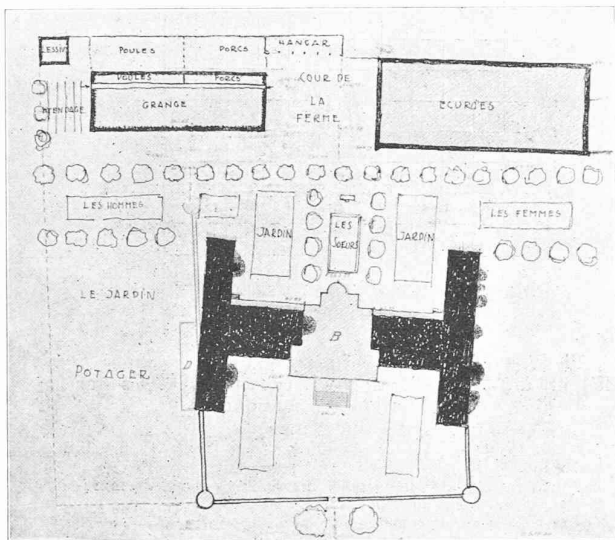 LESSIV
POULES
PORCS
HANGAR
POULES
PORCS
GRANGE
COUR DE
LA
FERME
ECURIES
ETENDAGE
LES HOMMES
JARDIN
LES
SOEURS
JARDIN
LES FEMMES
LE JARDIN
POTAGER
D
B